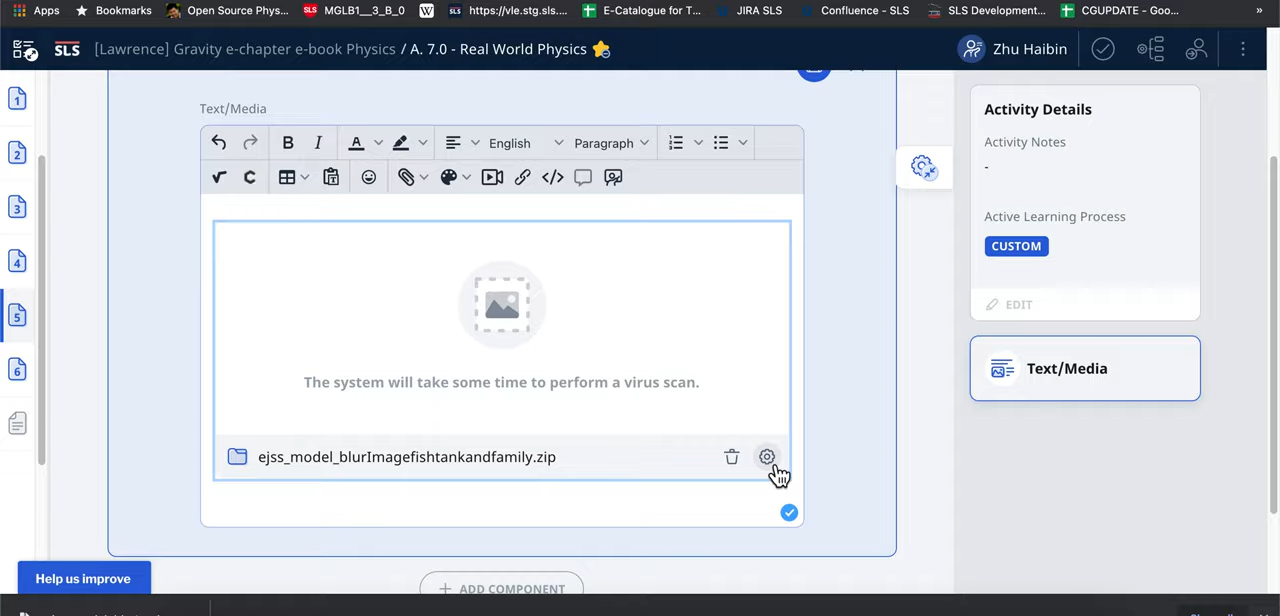 Apps Bookmarks Open Source Phys... SLS MGLB1__3_B_0 W SLS https://vle.stg.sls.... E-Catalogue for T... JIRA SLS Confluence - SLS SLS Development... CGUPDATE - Goo... »
SLS [Lawrence] Gravity e-chapter e-book Physics / A. 7.0 - Real World Physics Zhu Haibin
1
2
3
4
5
6
Text/Media
B I A English Paragraph
C
The system will take some time to perform a virus scan.
ejss_model_blurImagefishtankandfamily.zip
ADD COMPONENT
Activity Details
Activity Notes
-
Active Learning Process
CUSTOM
EDIT
Text/Media
Help us improve